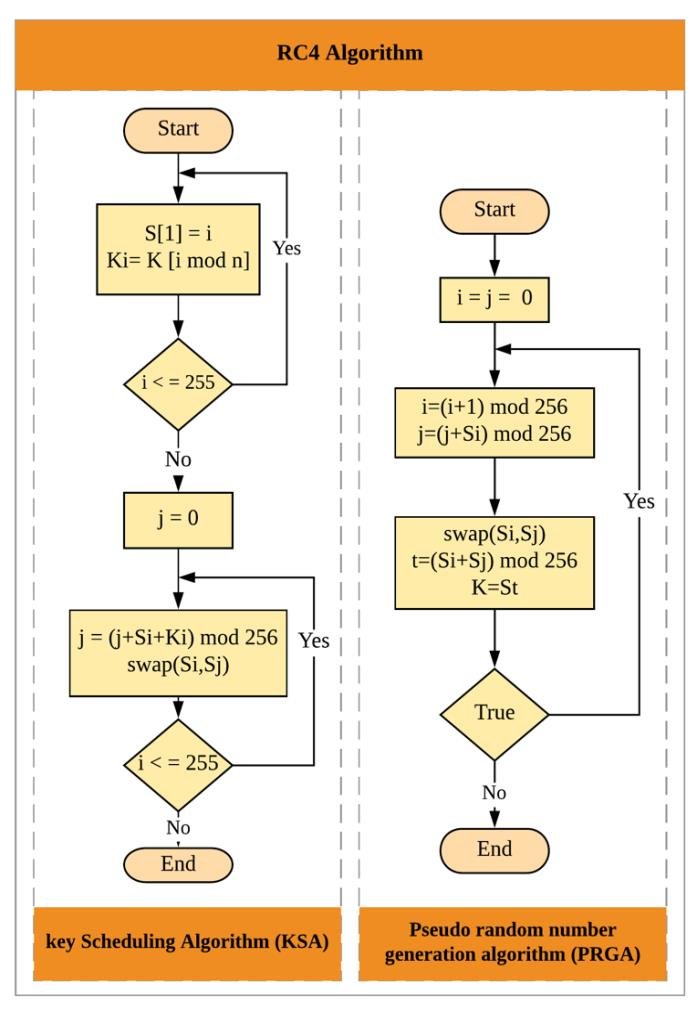 RC4 Algorithm
Start
S[1] = i
Ki= K [i mod n]
Yes
i < = 255
No
j = 0
j = (j+Si+Ki) mod 256
swap(Si,Sj)
Yes
i < = 255
No
End
key Scheduling Algorithm (KSA)
Start
i = j = 0
i=(i+1) mod 256
j=(j+Si) mod 256
Yes
swap(Si,Sj)
t=(Si+Sj) mod 256
K=St
True
No
End
Pseudo random number
generation algorithm (PRGA)